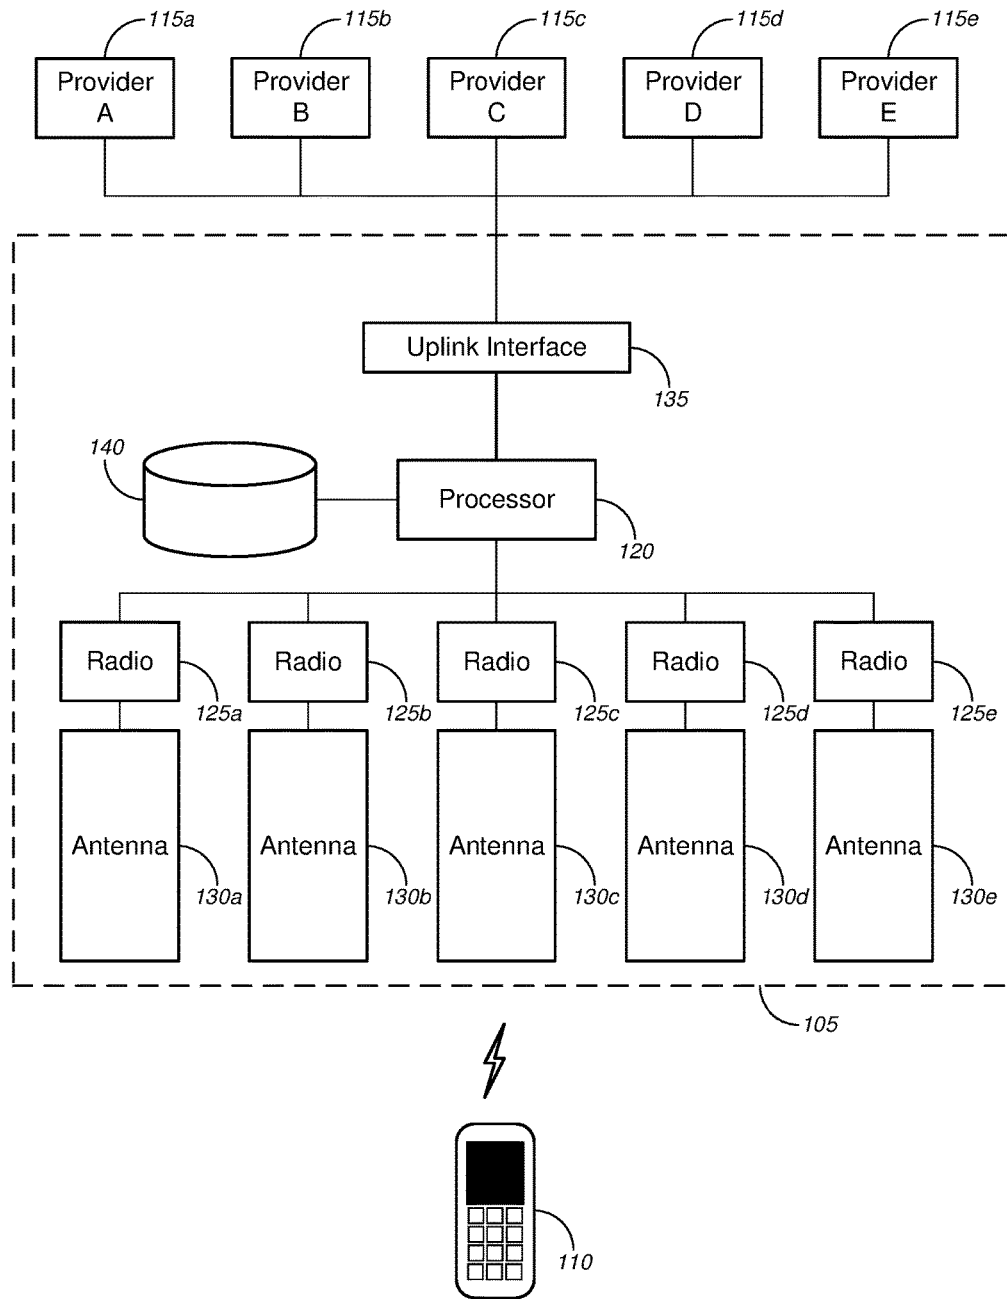 115a 115b 115c 115d 115e
Provider Provider Provider Provider Provider
A B C D E
Uplink Interface
135
140
Processor
120
Radio Radio Radio Radio Radio
125a 125b 125c 125d 125e
Antenna Antenna Antenna Antenna Antenna
130a 130b 130c 130d 130e
105
110